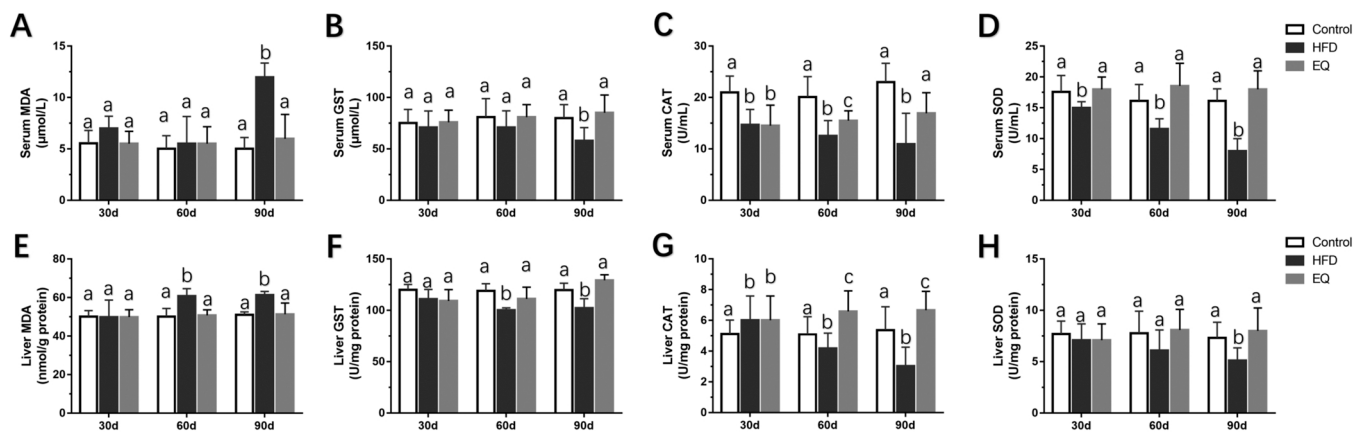 A
Serum MDA
(μmol/L)
15
10
5
0
a a a
a a a
a b a
30d 60d 90d
B
Serum GST
(μmol/L)
150
100
75
50
25
0
a a a
a a a
a b a
30d 60d 90d
C
Serum CAT
(U/mL)
30
25
20
15
10
0
a b b
a b c
a b a
30d 60d 90d
D
Serum SOD
(U/mL)
25
20
15
10
5
0
a b a
a b a
a b a
30d 60d 90d
Control
HFD
EQ
E
Liver MDA
(nmol/g protein)
80
60
40
20
0
a a a
a b a
a b a
30d 60d 90d
F
Liver GST
(U/mg protein)
150
100
50
0
a a a
a b a
a b a
30d 60d 90d
G
Liver CAT
(U/mg protein)
10
8
6
4
2
0
a b b
a b c
a b c
30d 60d 90d
H
Liver SOD
(U/mg protein)
15
10
5
0
a a a
a a a
a b a
30d 60d 90d
Control
HFD
EQ